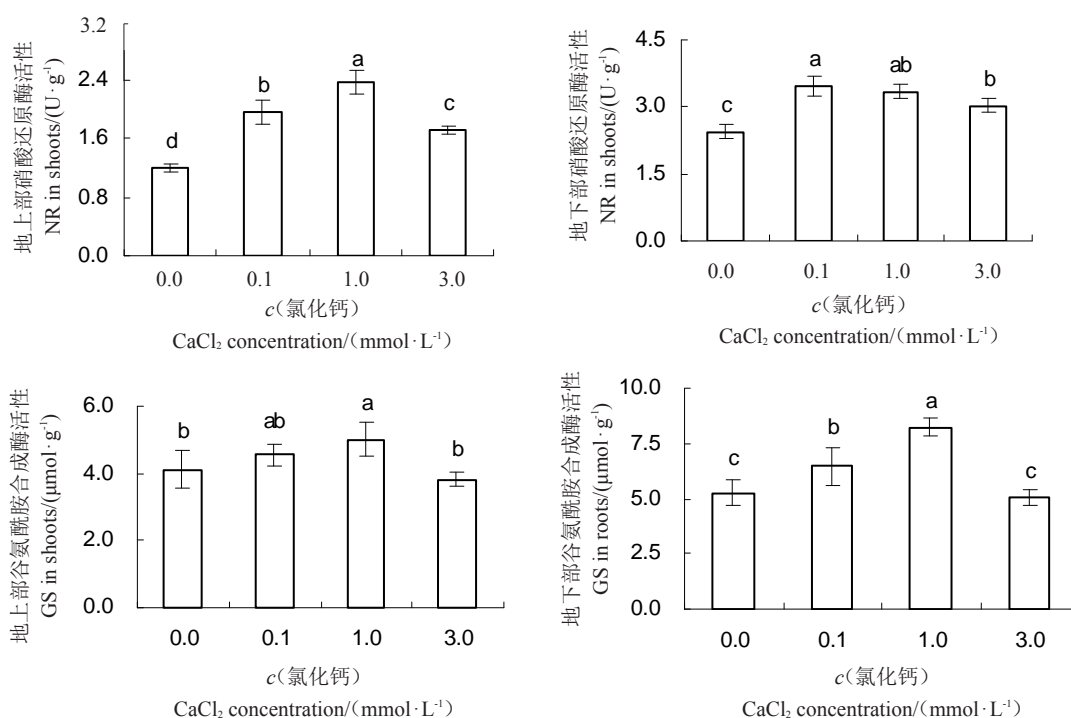 地上部硝酸还原酶活性
NR in shoots/(U·g⁻¹)
3.2
2.4
1.6
0.8
0.0
d
b
a
c
0.0 0.1 1.0 3.0
c(氯化钙)
CaCl₂ concentration/(mmol·L⁻¹)
地下部硝酸还原酶活性
NR in shoots/(U·g⁻¹)
4.5
3.0
1.5
0.0
c
a
ab
b
0.0 0.1 1.0 3.0
c(氯化钙)
CaCl₂ concentration/(mmol·L⁻¹)
地上部谷氨酰胺合成酶活性
GS in shoots/(μmol·g⁻¹)
6.0
4.0
2.0
0.0
b
ab
a
b
0.0 0.1 1.0 3.0
c(氯化钙)
CaCl₂ concentration/(mmol·L⁻¹)
地下部谷氨酰胺合成酶活性
GS in roots/(μmol·g⁻¹)
10.0
7.5
5.0
2.5
0.0
c
b
a
c
0.0 0.1 1.0 3.0
c(氯化钙)
CaCl₂ concentration/(mmol·L⁻¹)